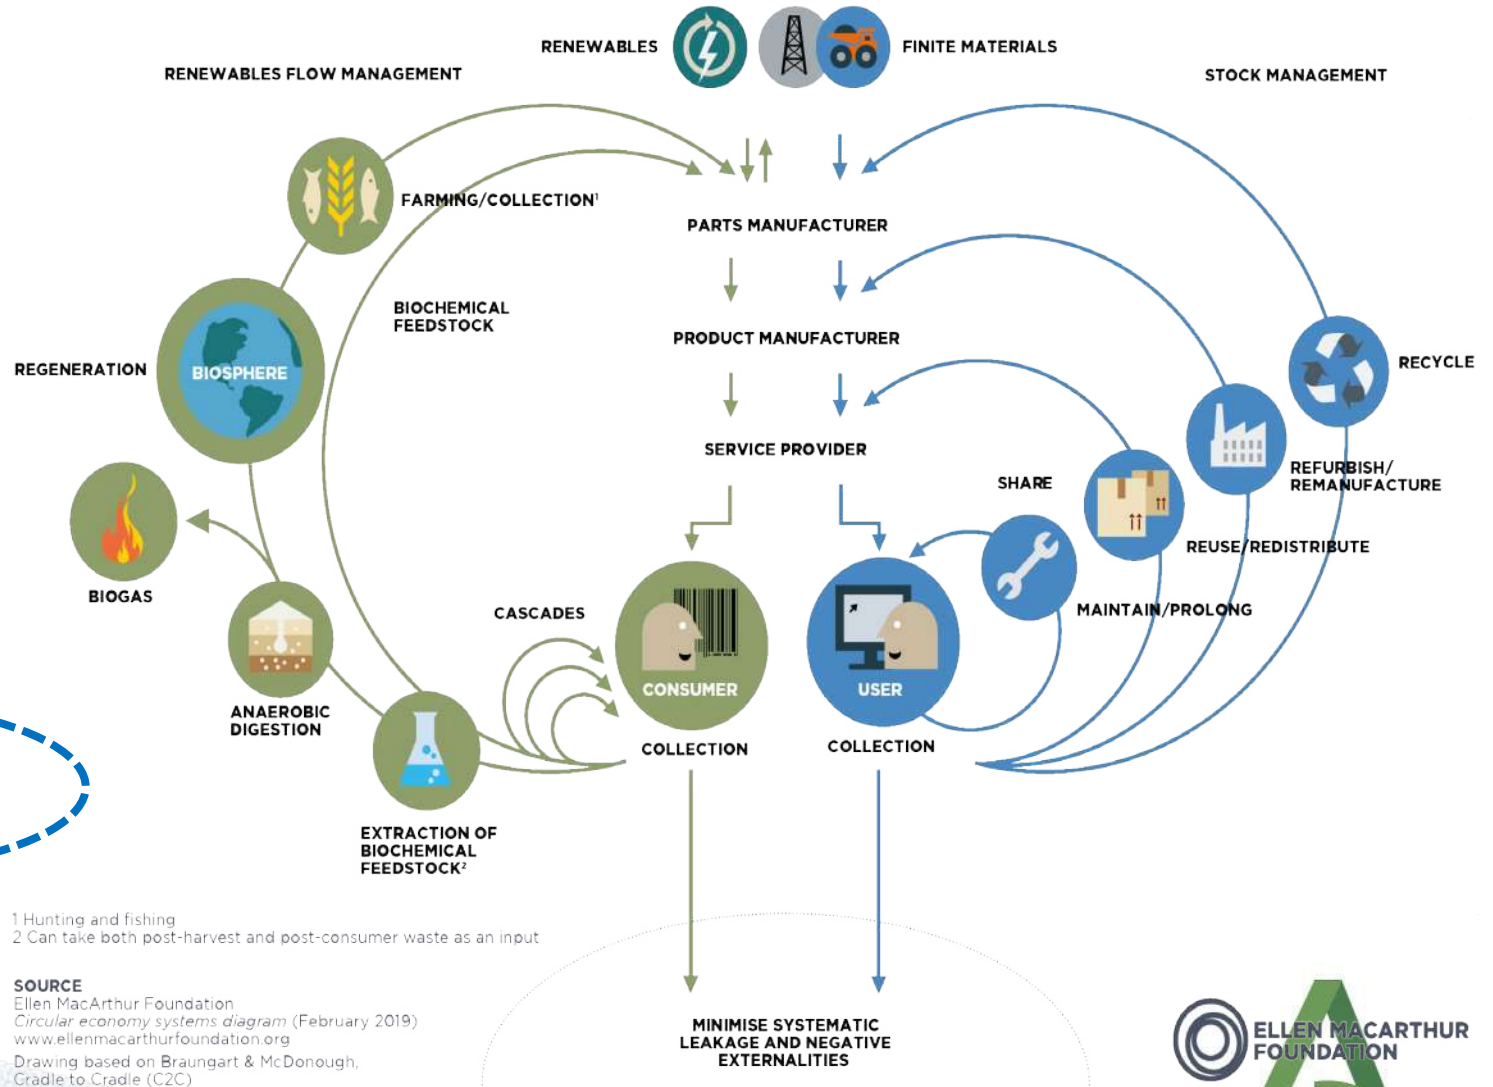 RENEWABLES
FINITE MATERIALS
RENEWABLES FLOW MANAGEMENT
STOCK MANAGEMENT
FARMING/COLLECTION¹
PARTS MANUFACTURER
BIOCHEMICAL
FEEDSTOCK
PRODUCT MANUFACTURER
REGENERATION
BIOSPHERE
RECYCLE
SERVICE PROVIDER
SHARE
REFURBISH/
REMANUFACTURE
REUSE/REDISTRIBUTE
BIOGAS
CASCADES
MAINTAIN/PROLONG
CONSUMER
USER
ANAEROBIC
DIGESTION
COLLECTION
COLLECTION
EXTRACTION OF
BIOCHEMICAL
FEEDSTOCK²
1 Hunting and fishing
2 Can take both post-harvest and post-consumer waste as an input
SOURCE
Ellen MacArthur Foundation
Circular economy systems diagram (February 2019)
www.ellenmacarthurfoundation.org
Drawing based on Braungart & McDonough,
Cradle to Cradle (C2C)
MINIMISE SYSTEMATIC
LEAKAGE AND NEGATIVE
EXTERNALITIES
ELLEN MACARTHUR
FOUNDATION